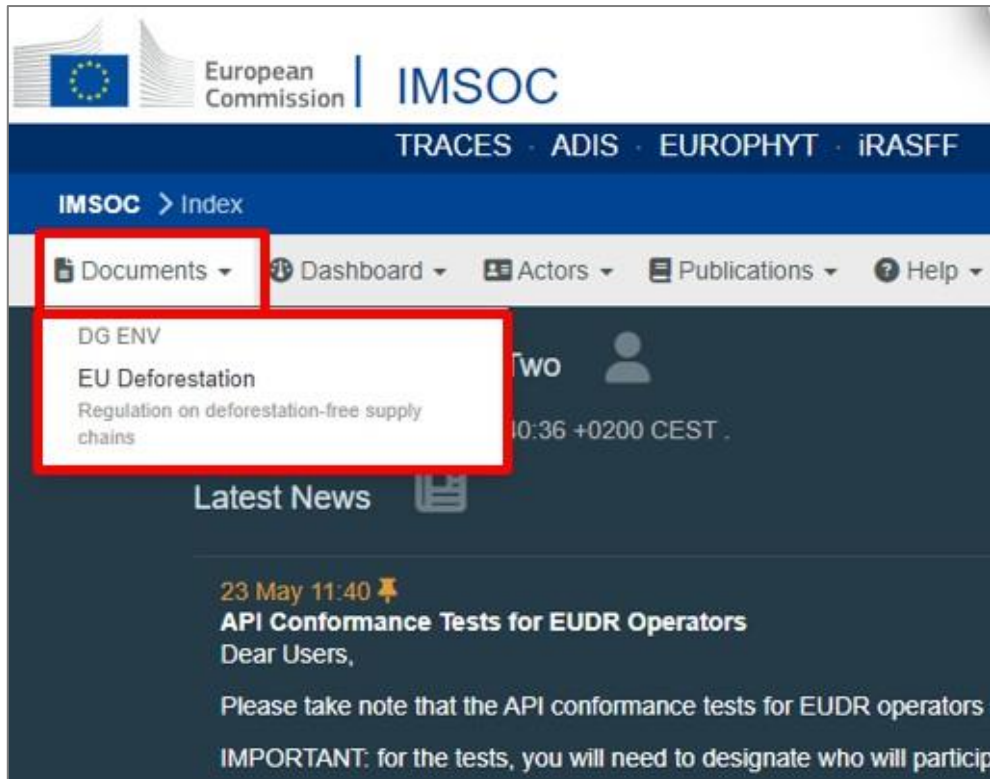 European
Commission
IMSOC
TRACES · ADIS · EUROPHYT · iRASFF
IMSOC > Index
Documents Dashboard Actors Publications Help
DG ENV
EU Deforestation
Regulation on deforestation-free supply
chains
Two
40:36 +0200 CEST .
Latest News
23 May 11:40
API Conformance Tests for EUDR Operators
Dear Users,
Please take note that the API conformance tests for EUDR operators
IMPORTANT: for the tests, you will need to designate who will particip